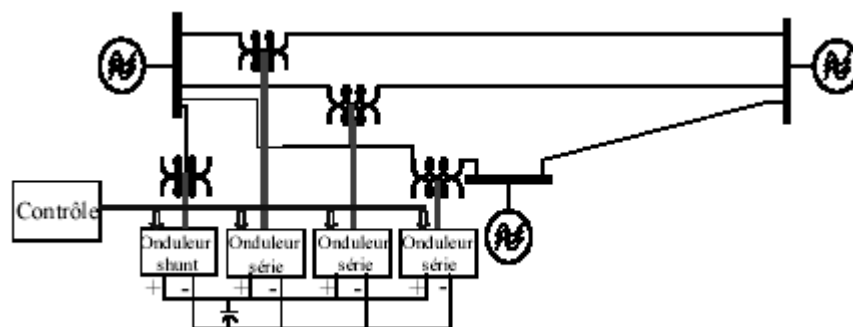 Contrôle
Onduleur
shunt
Onduleur
série
Onduleur
série
Onduleur
série
+ - + - + - + -